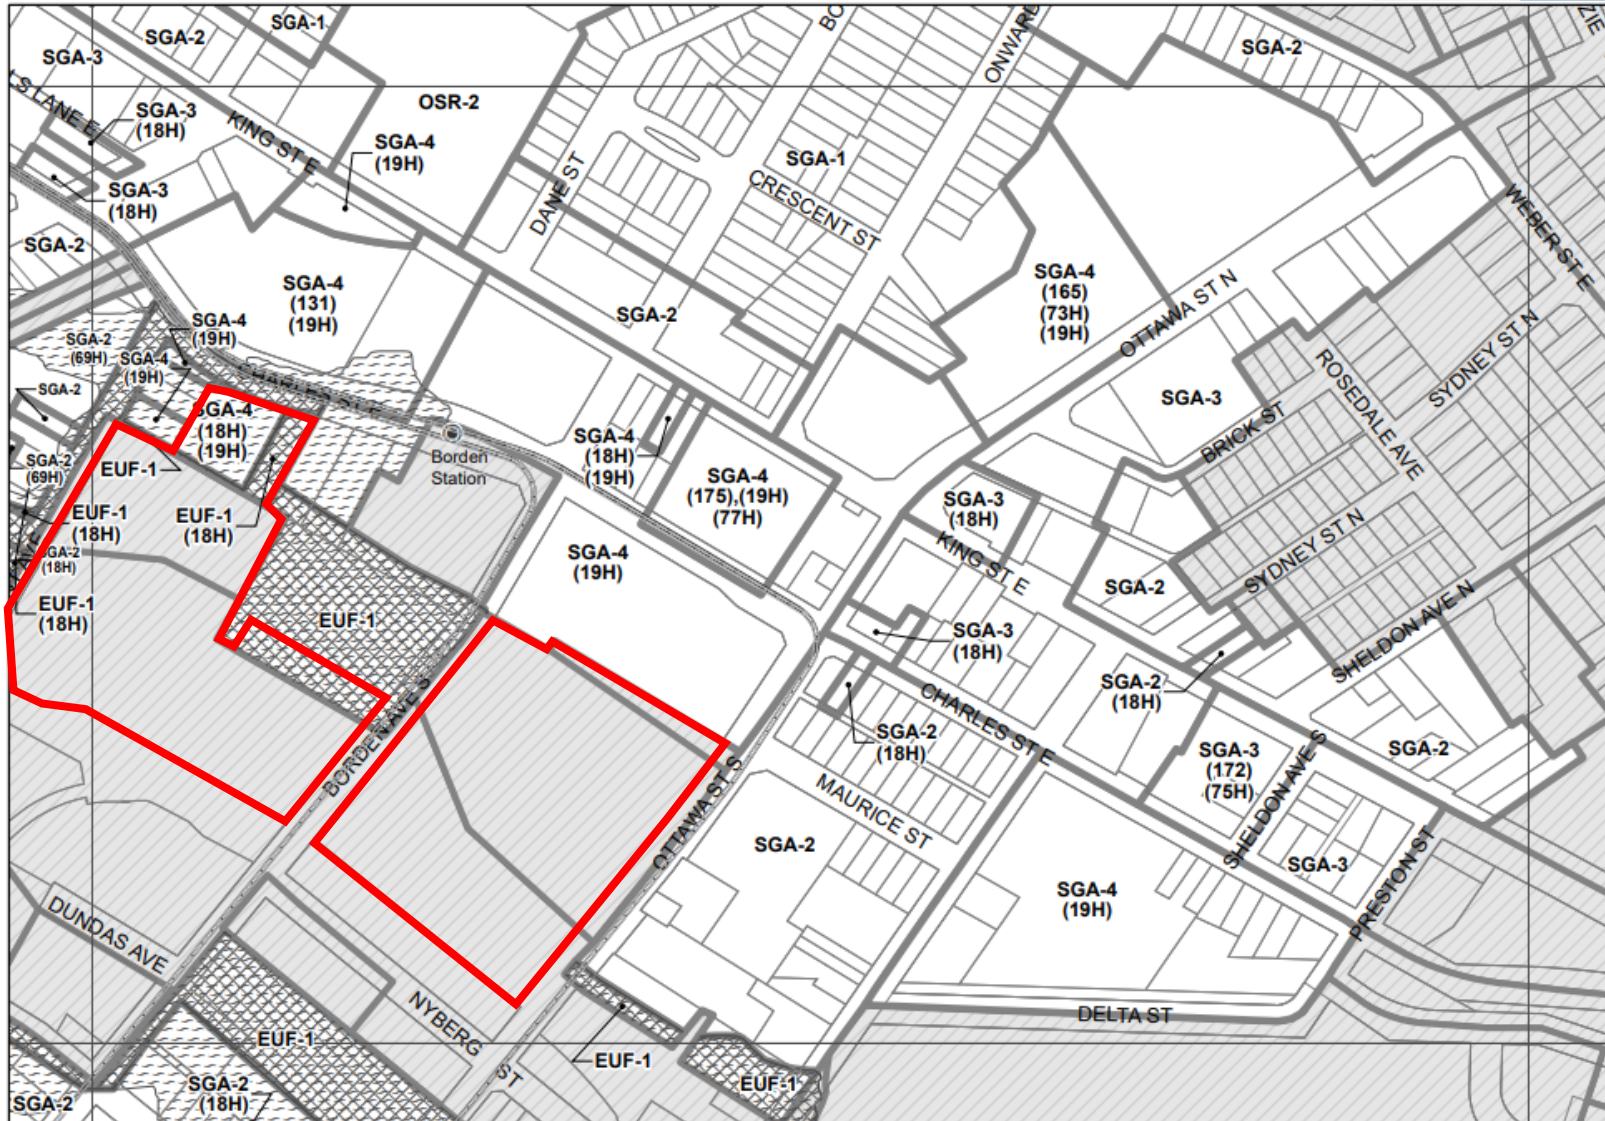 SGA-1
SGA-2
SGA-3
OSR-2
SGA-2
ONWARD
LANE E
SGA-3
(18H)
KING ST E
SGA-4
(19H)
SGA-3
(18H)
DANE ST
SGA-1
CRESCENT ST
WEBER ST E
SGA-2
SGA-4
(131)
(19H)
SGA-4
(165)
(73H)
(19H)
SGA-2
OTTAWA ST N
SGA-4
(19H)
SGA-2
(69H)
SGA-4
(19H)
CHARLES ST E
SGA-2
ROSEDALE AVE
SYDNEY ST N
SGA-3
BRICK ST
SGA-4
(18H)
(19H)
SGA-4
(18H)
(19H)
Borden
Station
SGA-2
(69H)
EUF-1
SGA-4
(175),(19H)
(77H)
SGA-3
(18H)
EUF-1
(18H)
EUF-1
(18H)
SGA-2
(18H)
AVE
SGA-4
(19H)
KING ST E
SYDNEY ST N
SGA-2
EUF-1
(18H)
EUF-1
SGA-3
(18H)
SHELDON AVE N
SGA-2
(18H)
BORDEN AVE S
CHARLES ST E
SGA-2
(18H)
SGA-3
(172)
(75H)
SGA-2
SHELDON AVE S
OTTAWA ST S
MAURICE ST
SGA-2
SGA-3
PRESTON ST
SGA-4
(19H)
DUNDAS AVE
NYBERG
ST
DELTA ST
EUF-1
EUF-1
EUF-1
SGA-2
(18H)
SGA-2